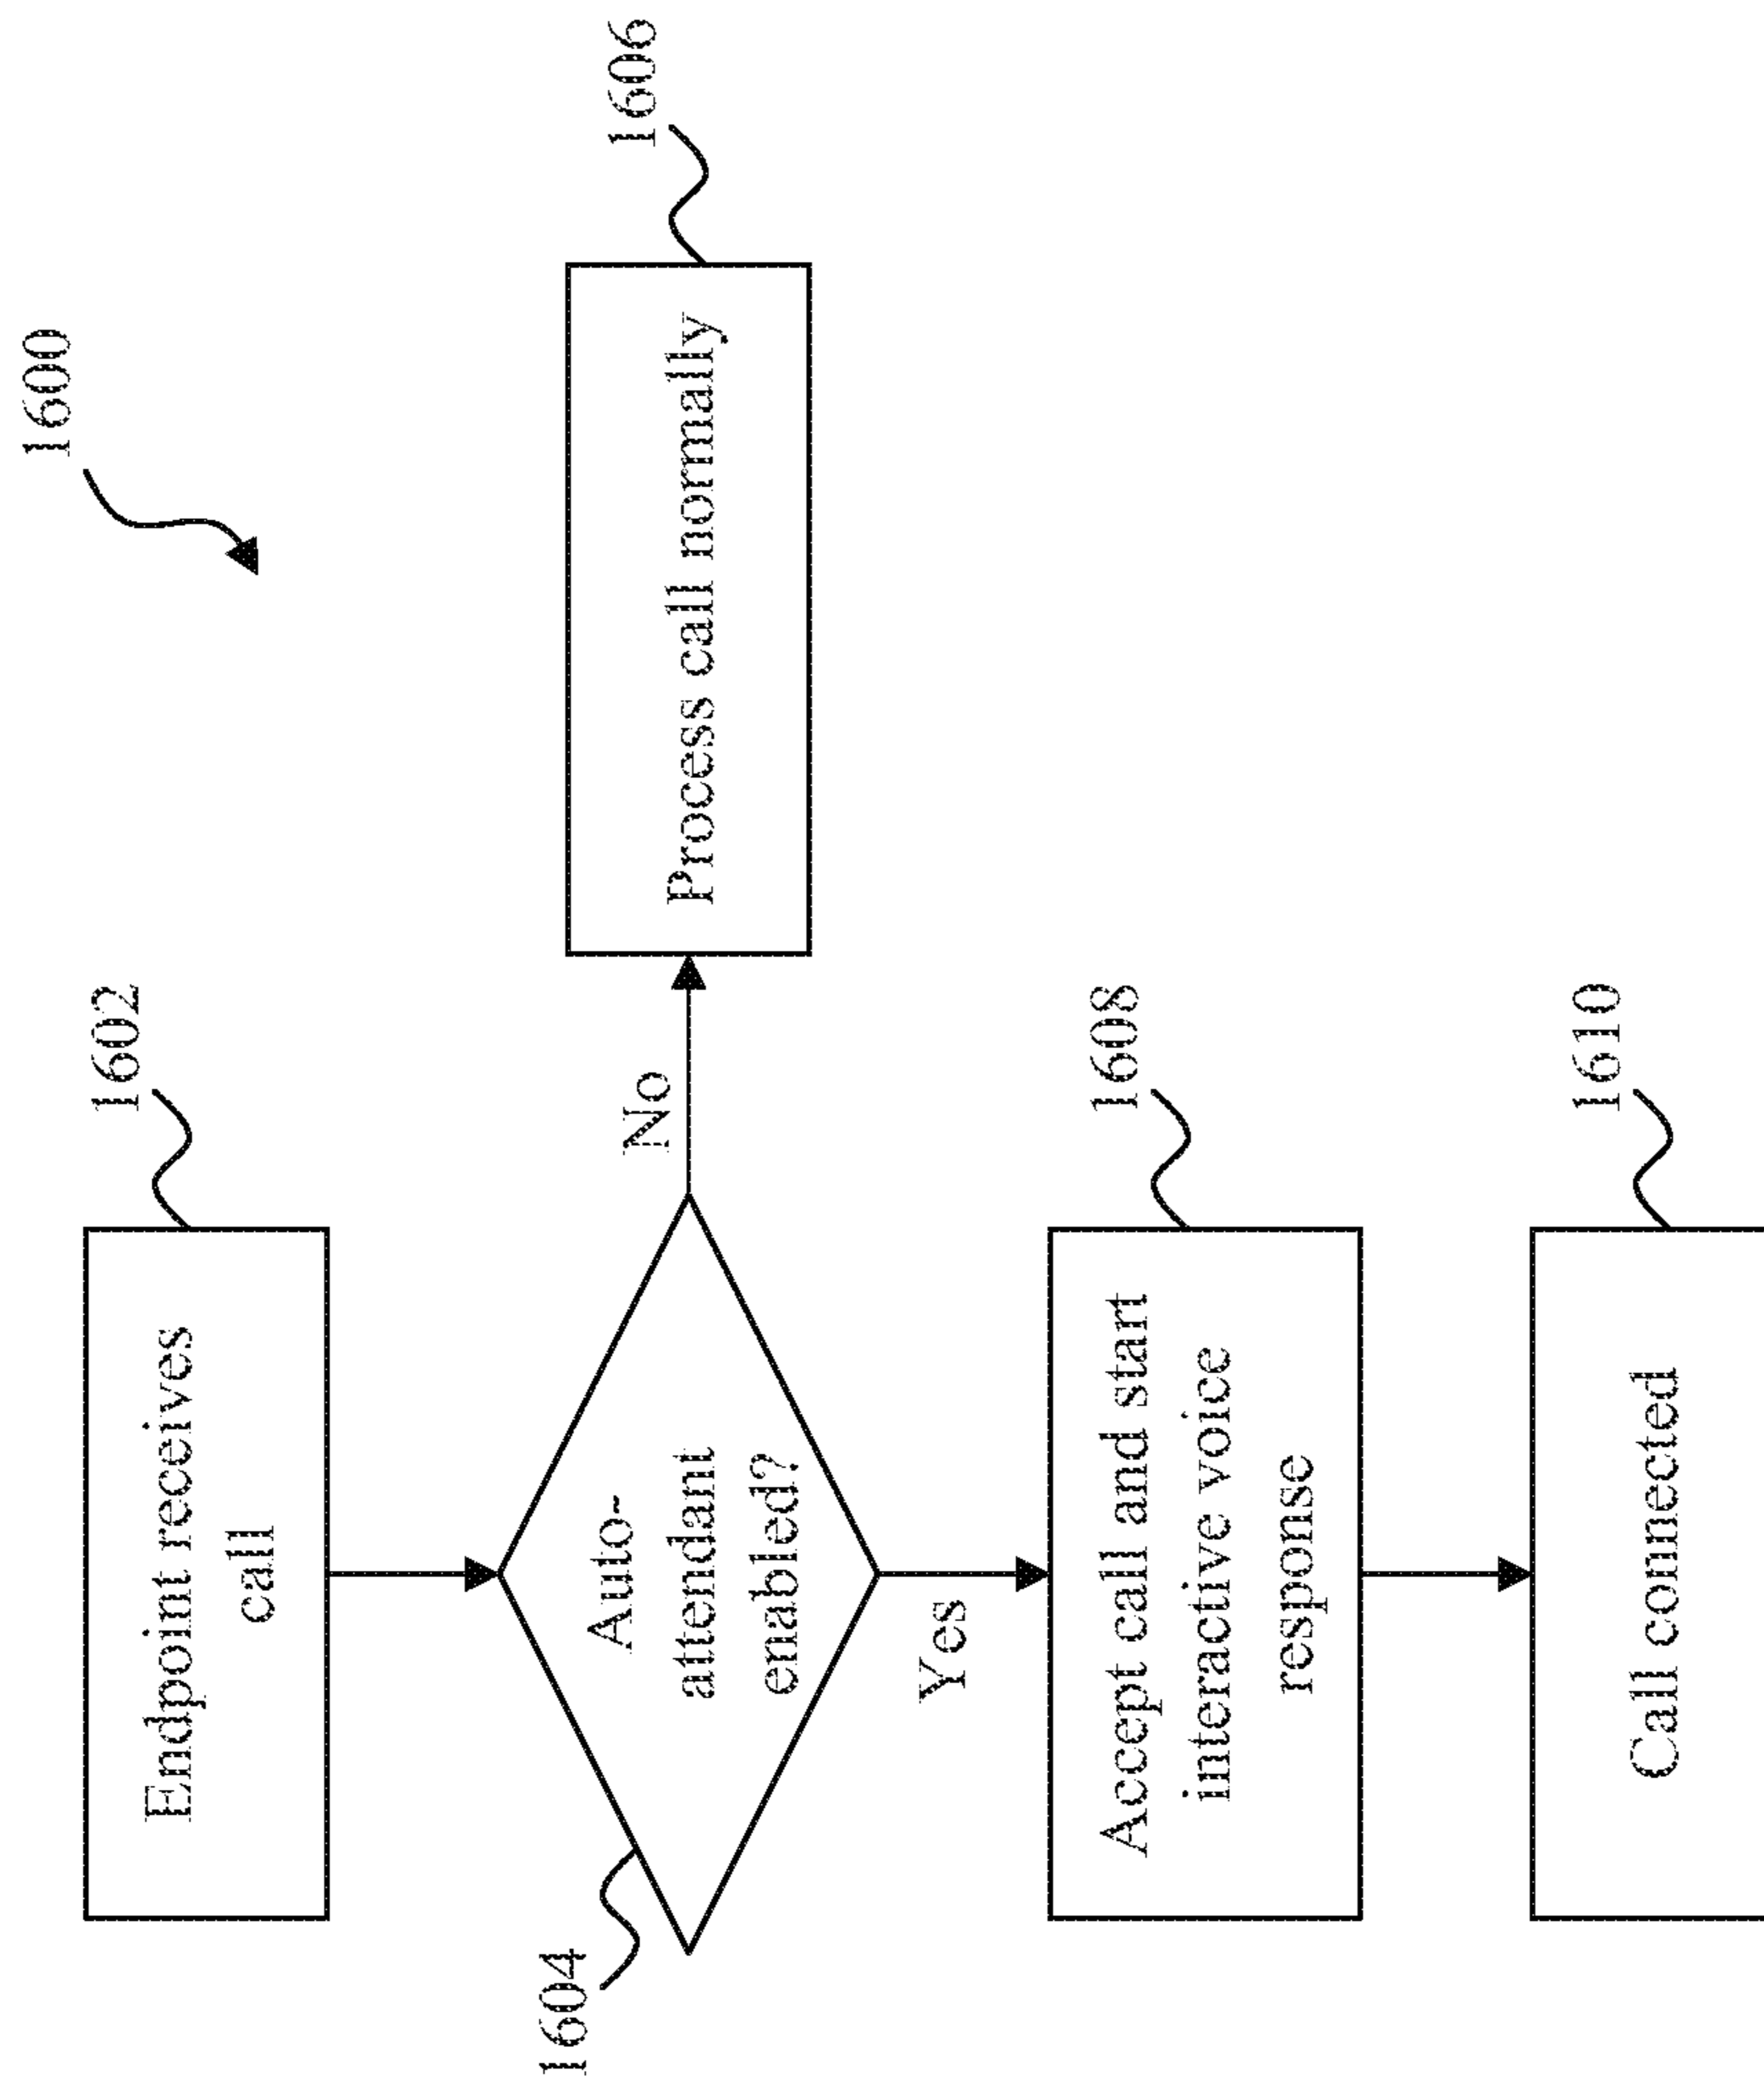 1600
Endpoint receives
call
1602
1604
Auto-
attendant
enabled?
No
Process call normally
1606
Yes
Accept call and start
interactive voice
response
1608
Call connected
1610